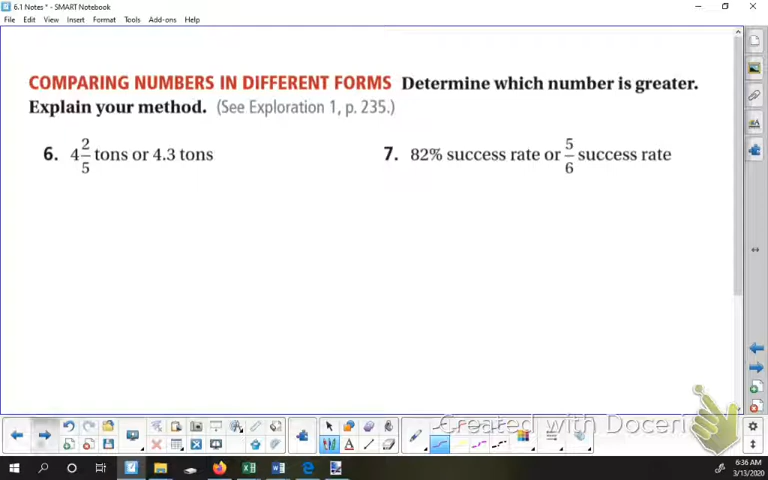 6.1 Notes * - SMART Notebook
File Edit View Insert Format Tools Add-ons Help
COMPARING NUMBERS IN DIFFERENT FORMS Determine which number is greater.
Explain your method. (See Exploration 1, p. 235.)
6. 4 2/5 tons or 4.3 tons
7. 82% success rate or 5/6 success rate
Created with Doceri
6:36 AM
3/13/2020